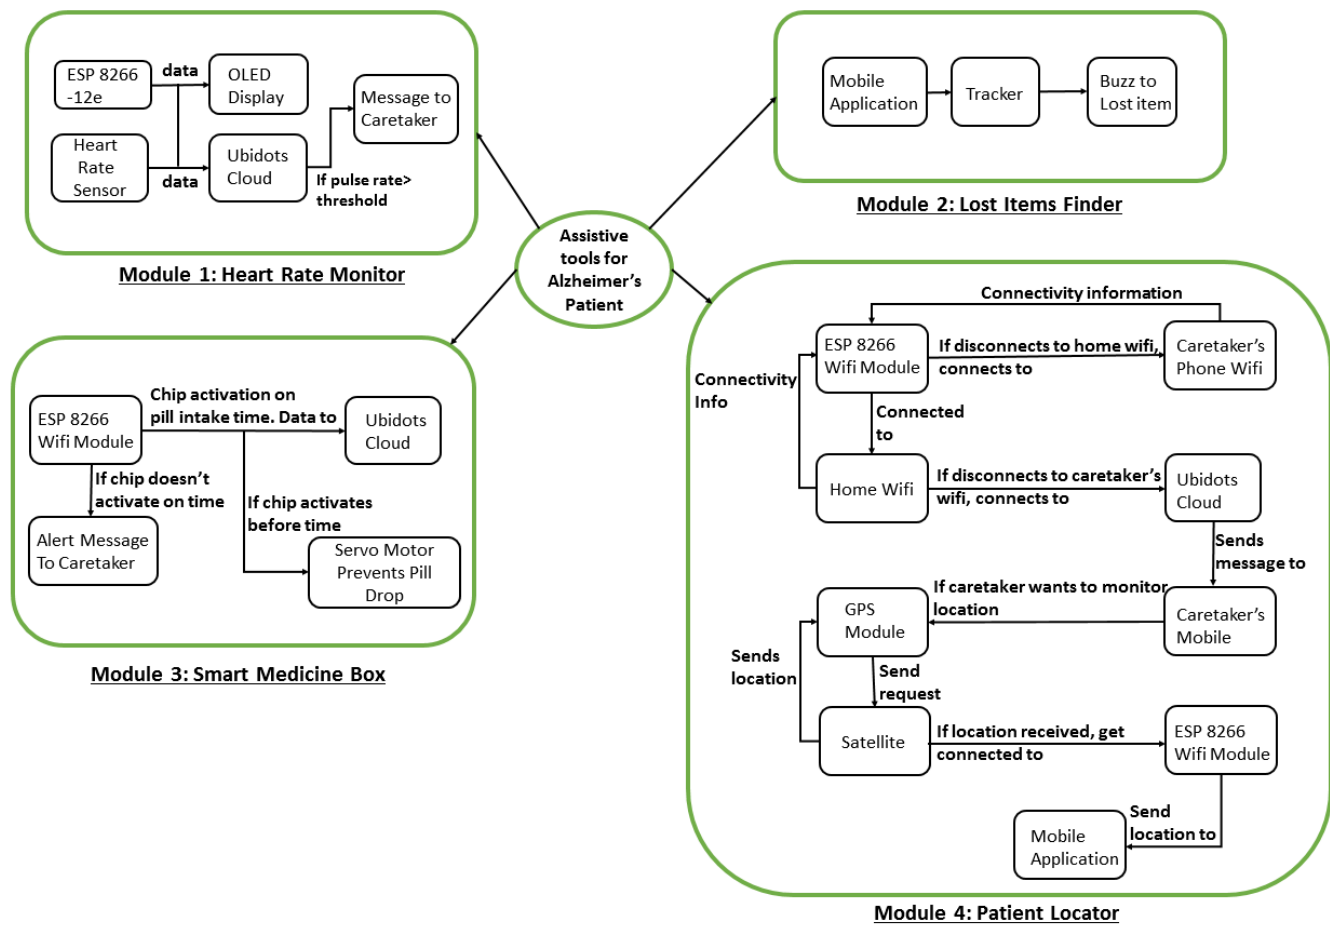 ESP 8266
-12e
data
OLED
Display
Message to
Caretaker
Heart
Rate
Sensor
data
Ubidots
Cloud
If pulse rate>
threshold
Module 1: Heart Rate Monitor
Mobile
Application
Tracker
Buzz to
Lost item
Module 2: Lost Items Finder
Assistive
tools for
Alzheimer's
Patient
ESP 8266
Wifi Module
Chip activation on
pill intake time. Data to
Ubidots
Cloud
If chip doesn't
activate on time
If chip activates
before time
Alert Message
To Caretaker
Servo Motor
Prevents Pill
Drop
Module 3: Smart Medicine Box
Connectivity information
ESP 8266
Wifi Module
If disconnects to home wifi,
connects to
Caretaker's
Phone Wifi
Connectivity
Info
Connected
to
Home Wifi
If disconnects to caretaker's
wifi, connects to
Ubidots
Cloud
Sends
message to
If caretaker wants to monitor
location
GPS
Module
Caretaker's
Mobile
Sends
location
Send
request
Satellite
If location received, get
connected to
ESP 8266
Wifi Module
Send
location to
Mobile
Application
Module 4: Patient Locator